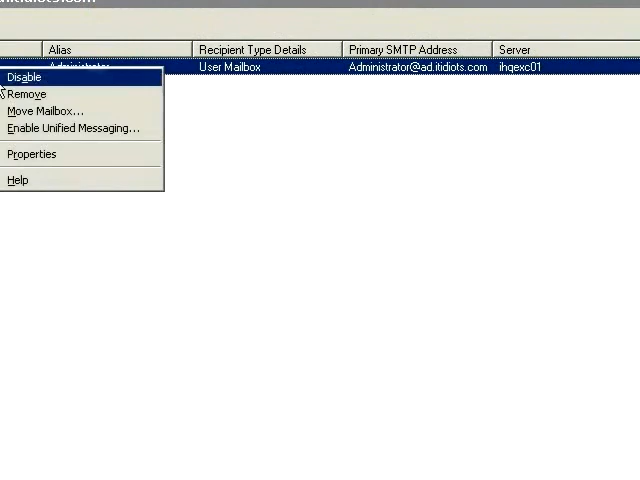 Alias Recipient Type Details Primary SMTP Address Server
Administrator User Mailbox Administrator@ad.itidiots.com ihqexc01
Disable
Remove
Move Mailbox...
Enable Unified Messaging...
Properties
Help